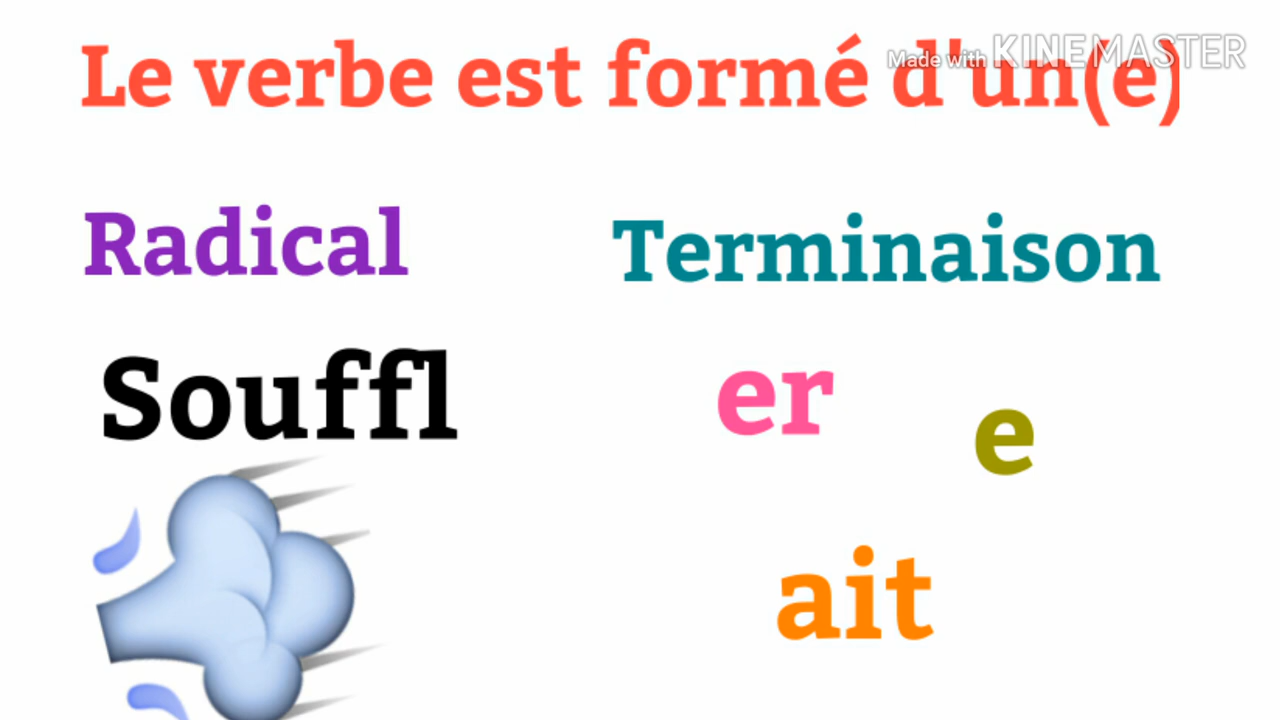 Le verbe est formé d'un(e)
Made with KINEMASTER
Radical
Terminaison
Souffl
er
e
ait